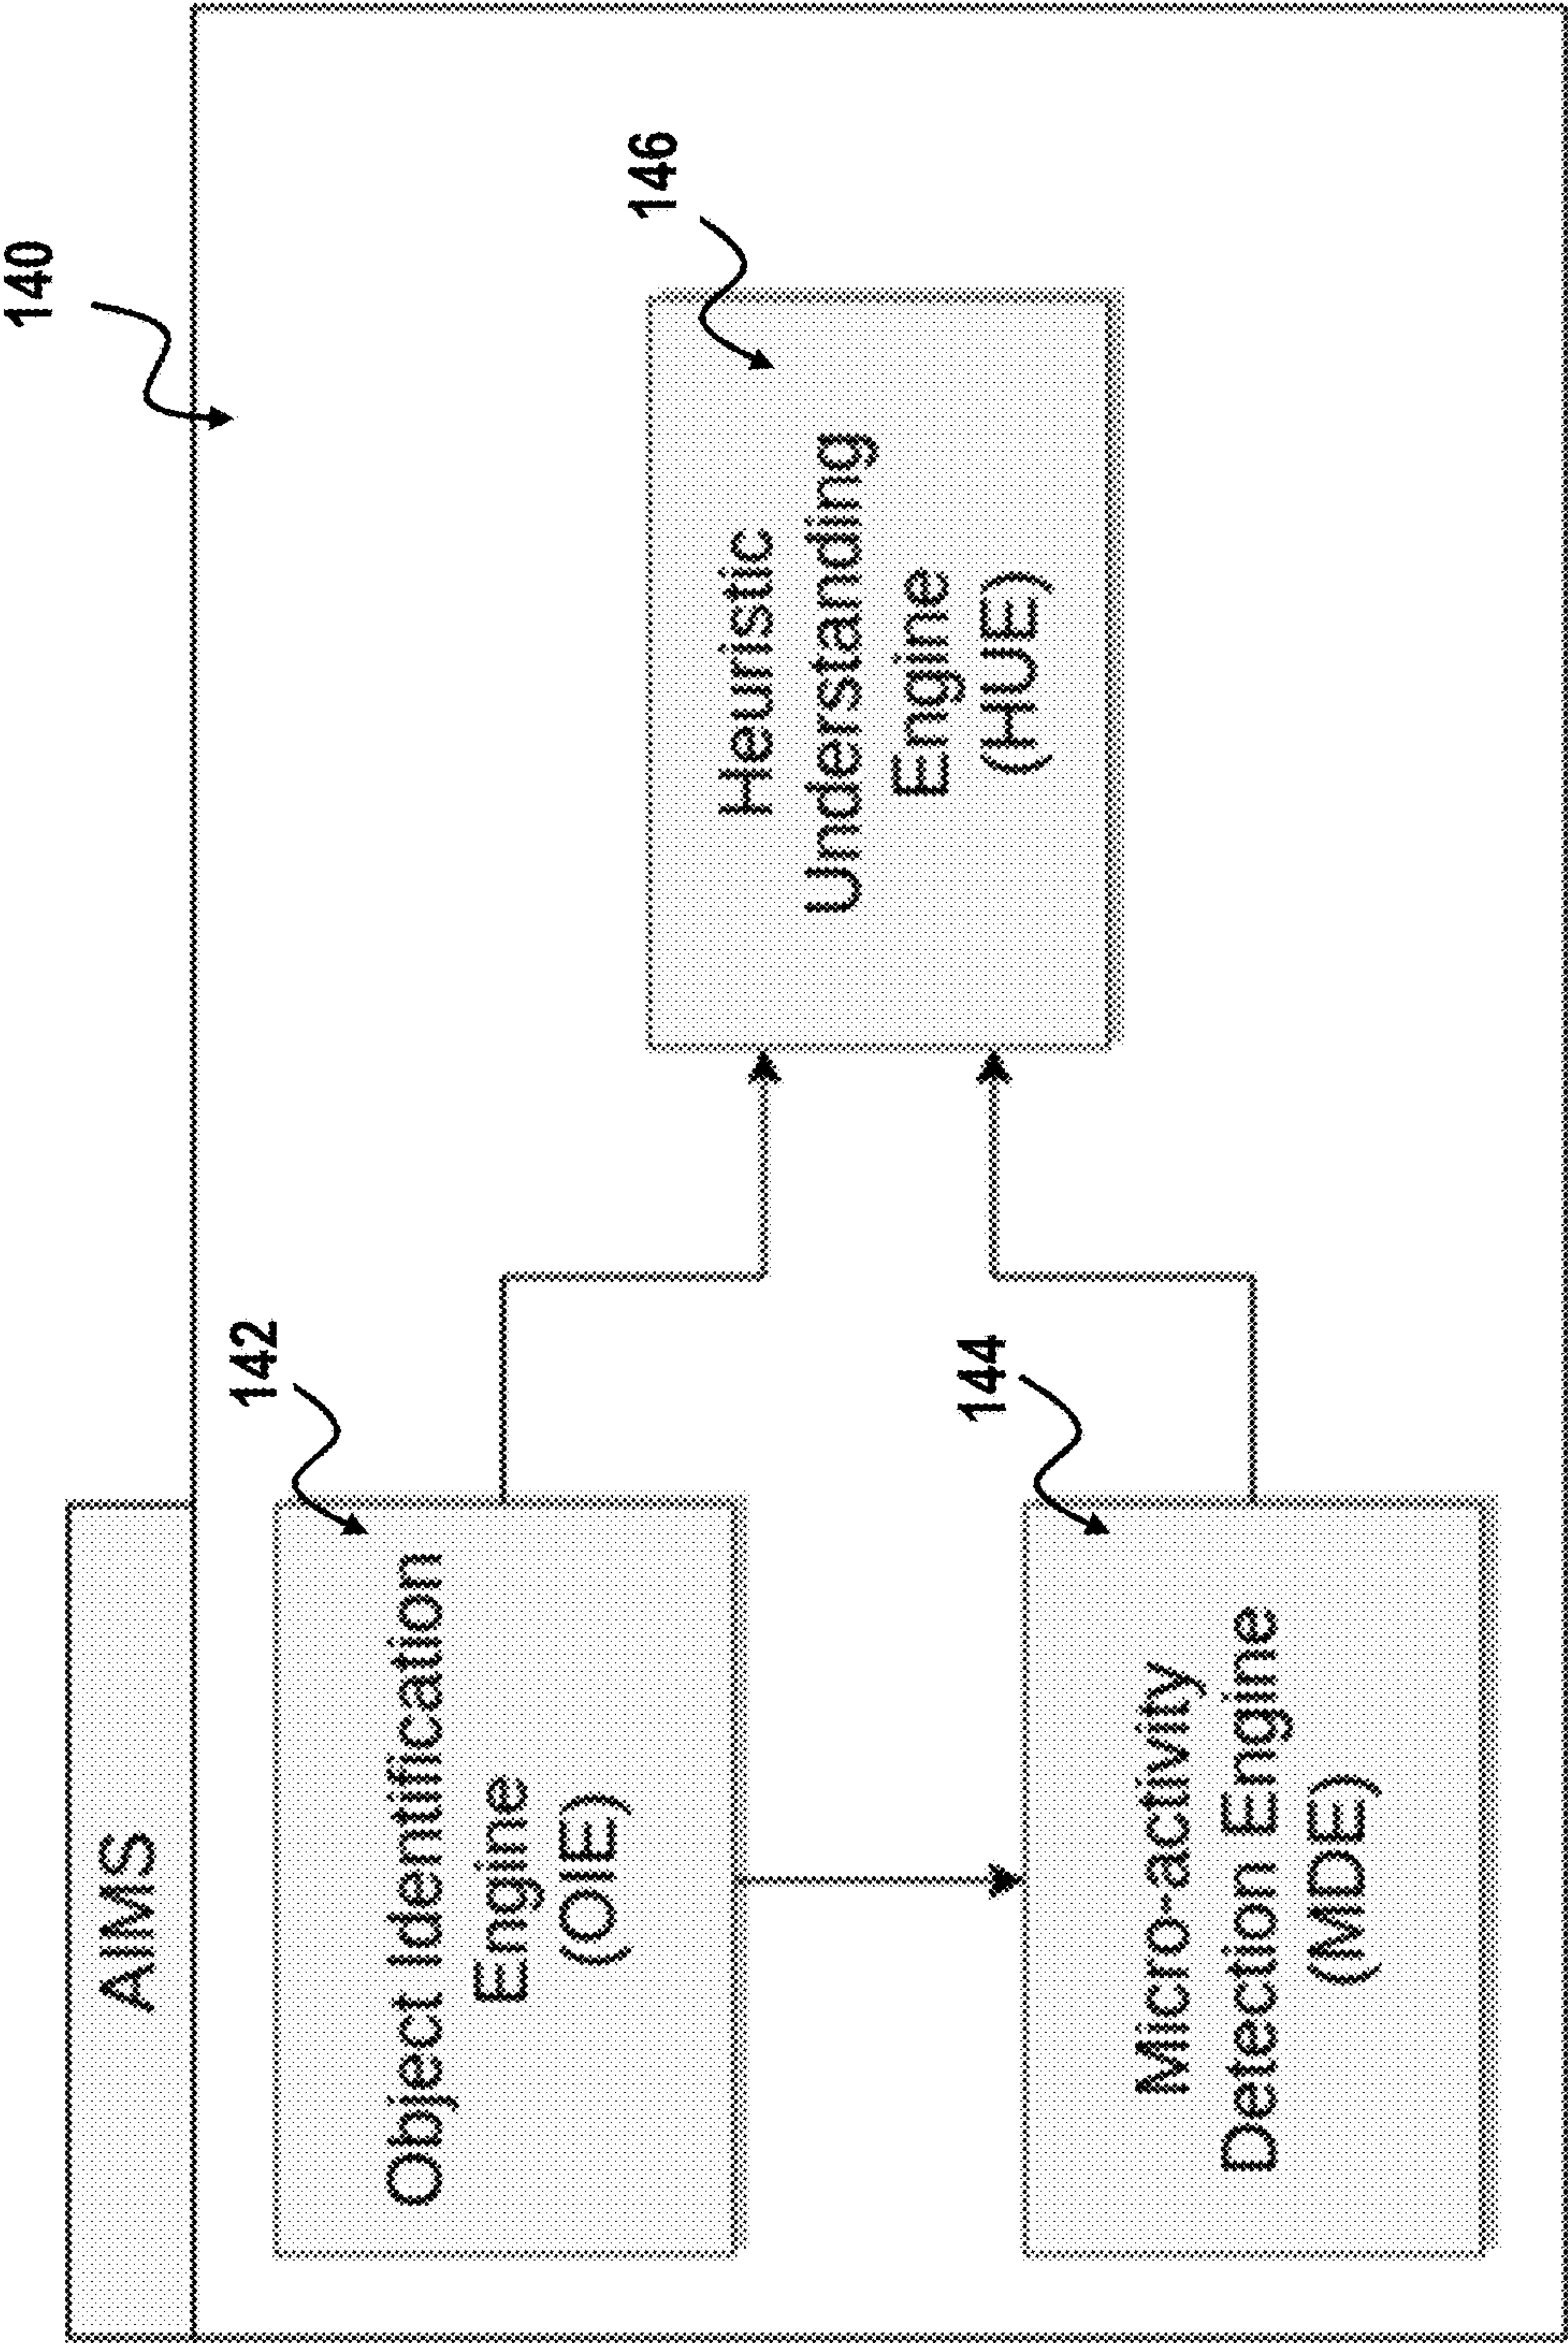 AIMS
140
142
Object Identification
Engine
(OIE)
144
Micro-activity
Detection Engine
(MDE)
146
Heuristic
Understanding
Engine
(HUE)